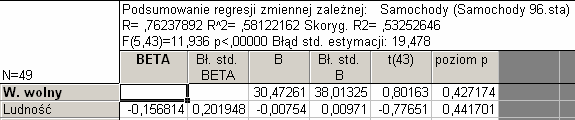 Podsumowanie regresji zmiennej zależnej: Samochody (Samochody 96.sta)
R= ,76237892 R^2= ,58122162 Skoryg. R2= ,53252646
F(5,43)=11,936 p<,00000 Błąd std. estymacji: 19,478
N=49 BETA Bł. std. BETA B Bł. std. B t(43) poziom p
W. wolny 30,47261 38,01325 0,80163 0,427174
Ludność -0,156814 0,201948 -0,00754 0,00971 -0,77651 0,441701